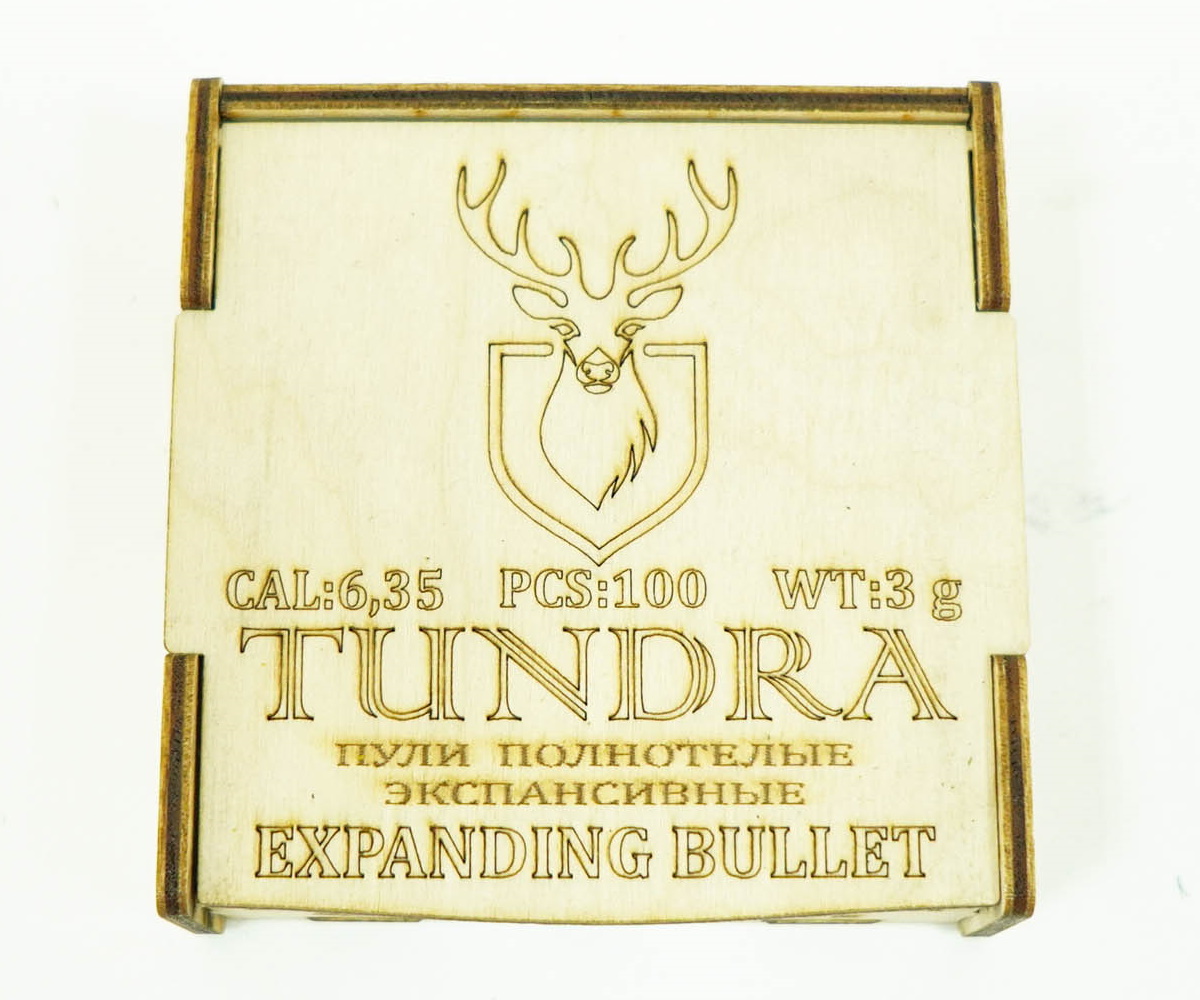 CAL:6,35 PCS:100 WT:3 g
TUNDRA
ПУЛИ ПОЛНОТЕЛЫЕ
ЭКСПАНСИВНЫЕ
EXPANDING BULLET